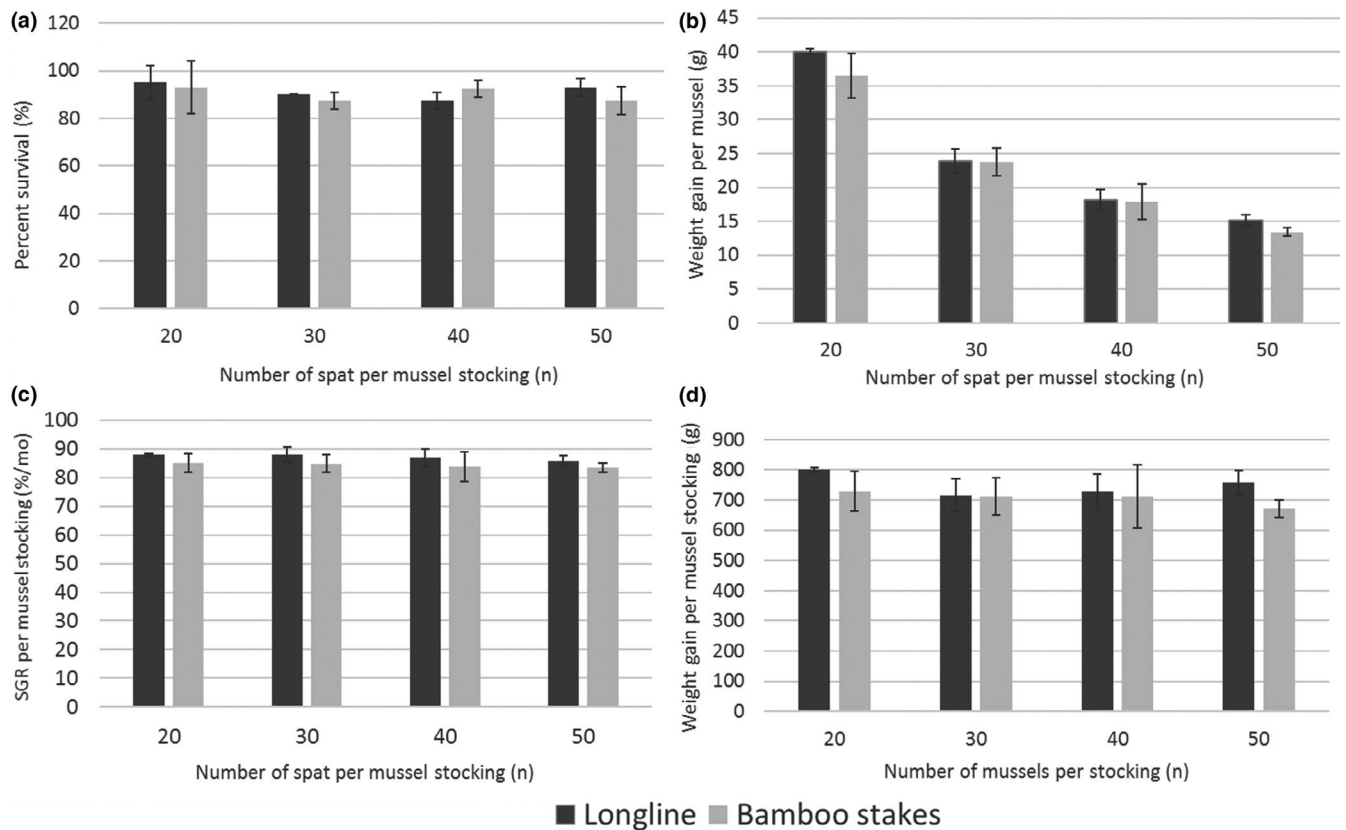 (a)
Percent survival (%)
120
100
80
60
40
20
0
20 30 40 50
Number of spat per mussel stocking (n)
(b)
Weight gain per mussel (g)
45
40
35
30
25
20
15
10
5
0
20 30 40 50
Number of spat per mussel stocking (n)
(c)
SGR per mussel stocking (%/mo)
100
90
80
70
60
50
40
30
20
10
0
20 30 40 50
Number of spat per mussel stocking (n)
(d)
Weight gain per mussel stocking (g)
900
800
700
600
500
400
300
200
100
0
20 30 40 50
Number of mussels per stocking (n)
Longline Bamboo stakes